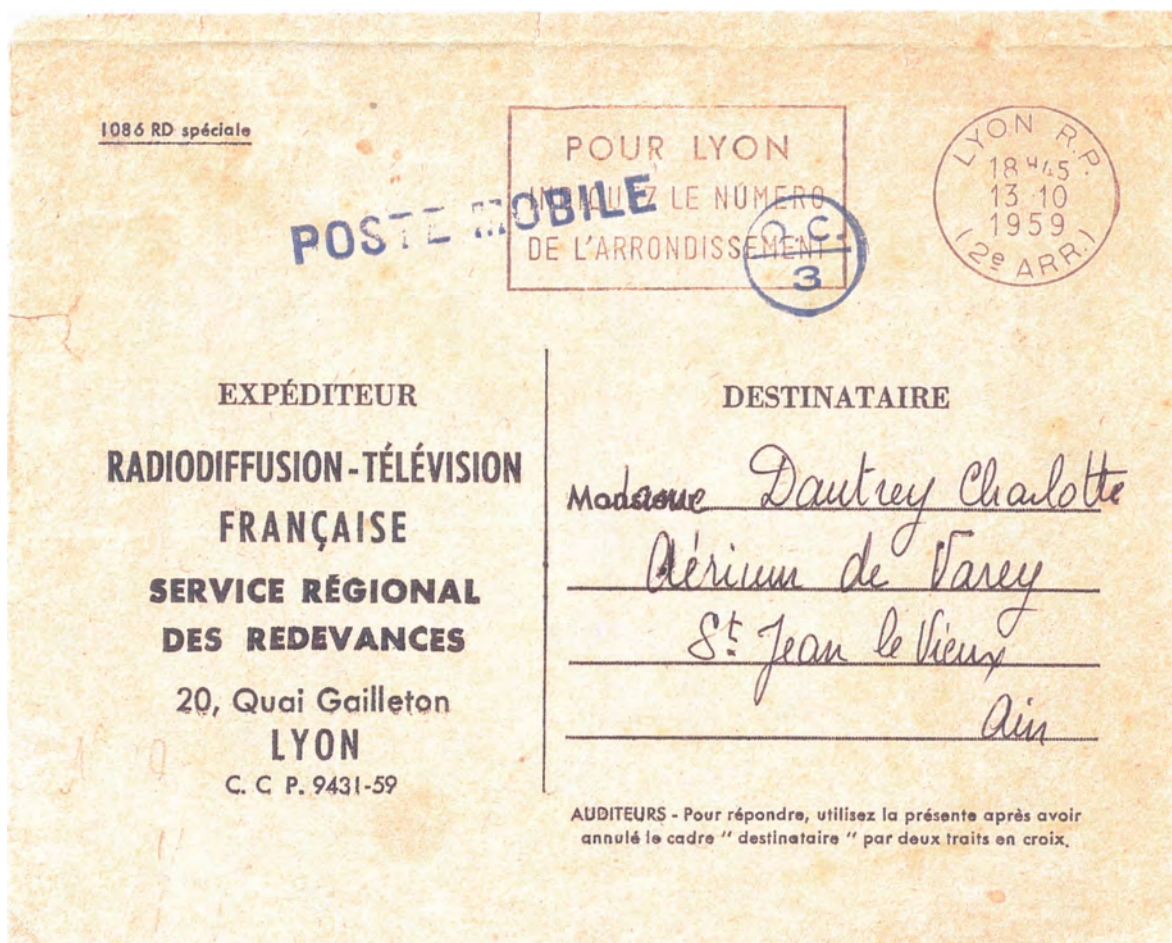 1086 RD spéciale
POUR LYON
INDIQUEZ LE NUMERO
DE L'ARRONDISSEMENT
POSTE MOBILE
O.C.
3
LYON R.P.
18H45
13-10
1959
(2e ARR.)
EXPÉDITEUR
RADIODIFFUSION-TÉLÉVISION
FRANÇAISE
SERVICE RÉGIONAL
DES REDEVANCES
20, Quai Gailleton
LYON
C. C P. 9431-59
DESTINATAIRE
Madame Dautrey Charlotte
Aérium de Varey
St Jean le Vieux
Ain
AUDITEURS - Pour répondre, utilisez la présente après avoir
annulé le cadre " destinataire " par deux traits en croix.